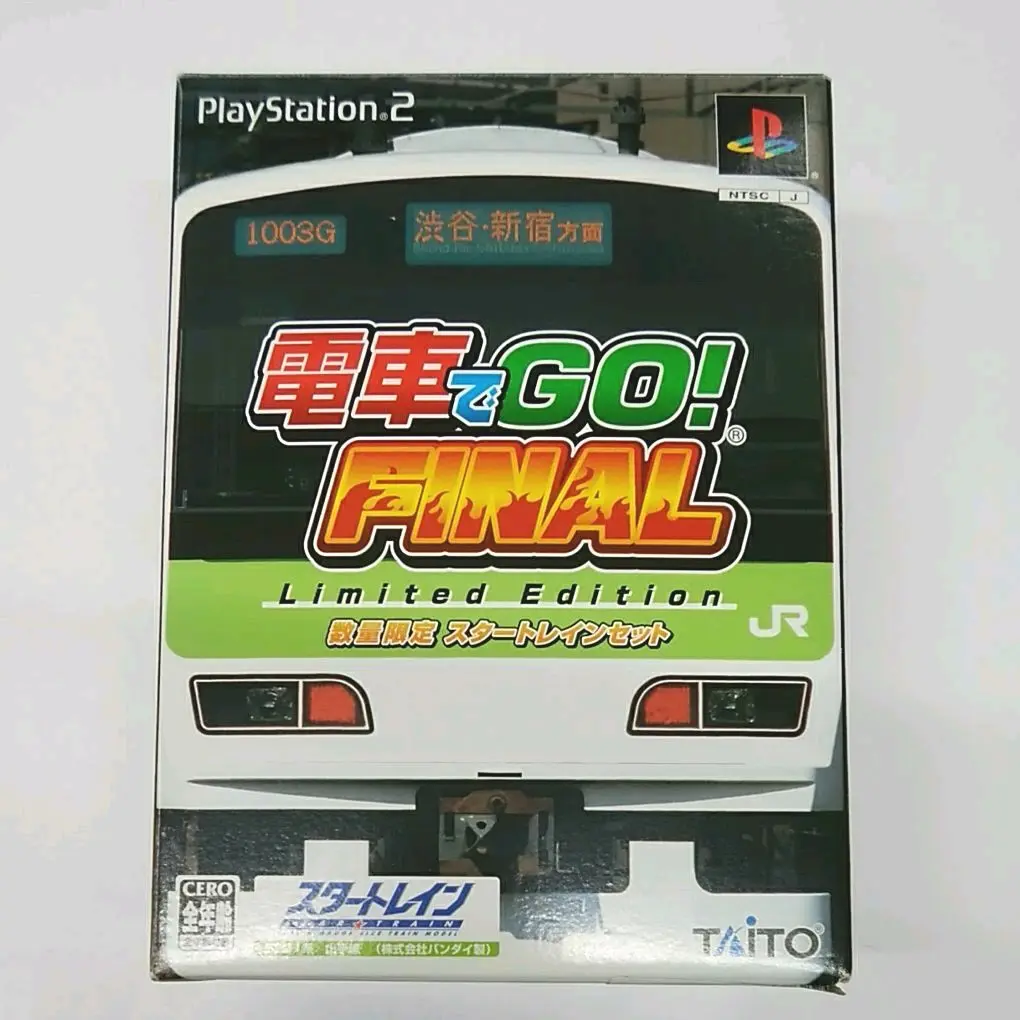 PlayStation®2
NTSC J
1003G
渋谷・新宿方面
電車でGO!®
FINAL
Limited Edition
数量限定 スタートレインセット
JR
CERO
全年齢
スタートレイン
STAR TRAIN
(株式会社バンダイ製)
TAITO